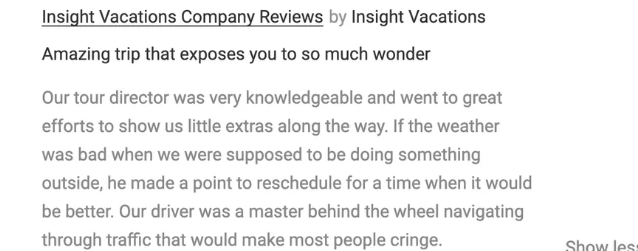 Insight Vacations Company Reviews by Insight Vacations
Amazing trip that exposes you to so much wonder
Our tour director was very knowledgeable and went to great
efforts to show us little extras along the way. If the weather
was bad when we were supposed to be doing something
outside, he made a point to reschedule for a time when it would
be better. Our driver was a master behind the wheel navigating
through traffic that would make most people cringe.
Show less